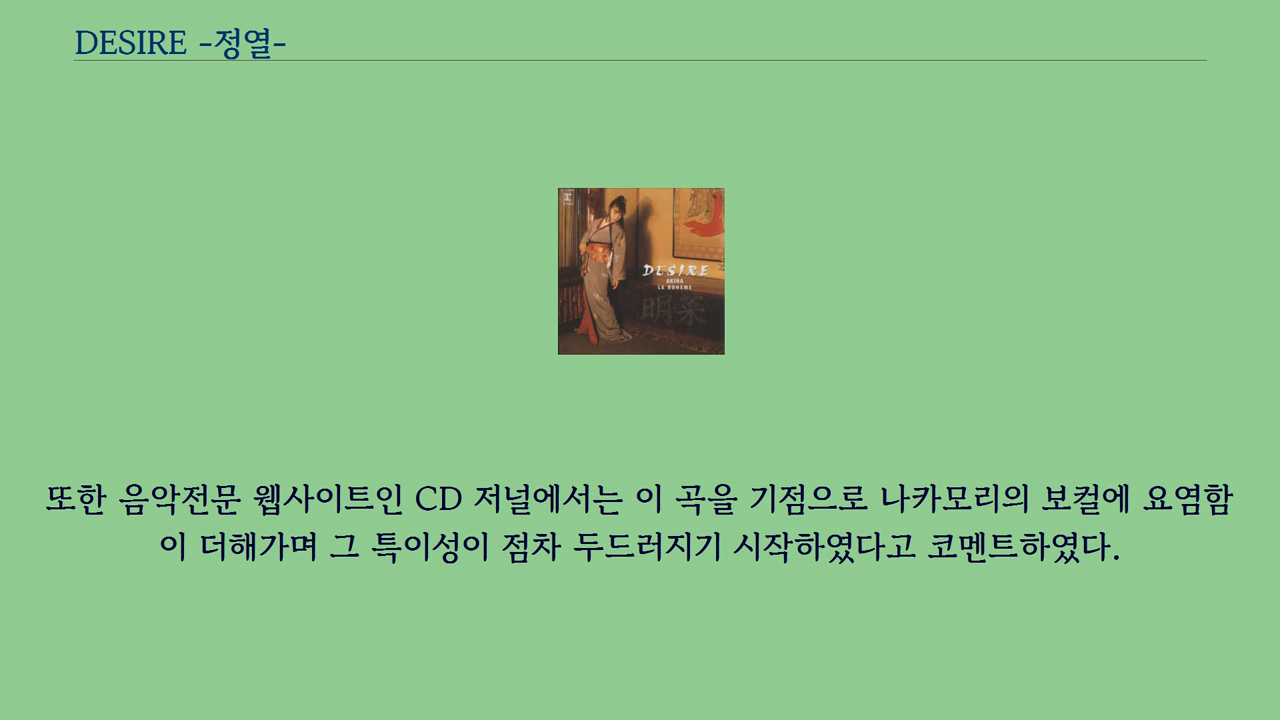 DESIRE -정열-
DESIRE
AKINA
LA BOHÈME
明菜
또한 음악전문 웹사이트인 CD 저널에서는 이 곡을 기점으로 나카모리의 보컬에 요염함
이 더해가며 그 특이성이 점차 두드러지기 시작하였다고 코멘트하였다.